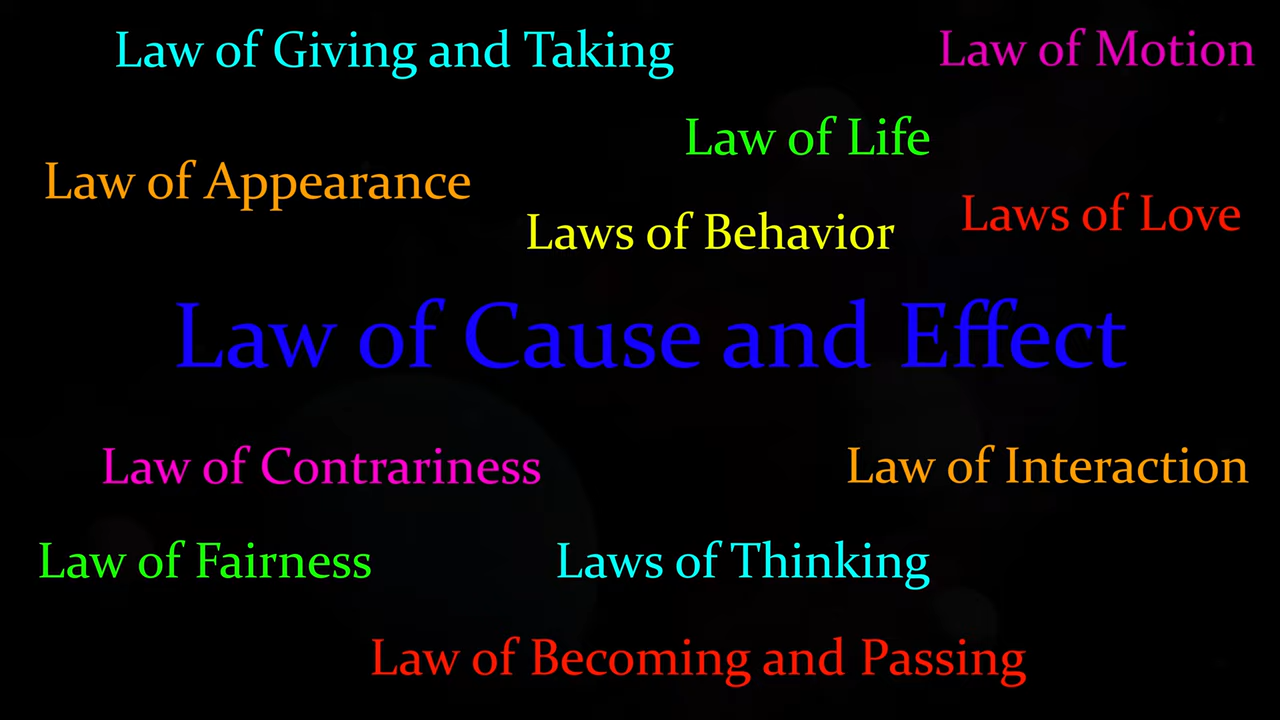 Law of Giving and Taking
Law of Motion
Law of Life
Law of Appearance
Laws of Love
Laws of Behavior
Law of Cause and Effect
Law of Contrariness
Law of Interaction
Law of Fairness
Laws of Thinking
Law of Becoming and Passing